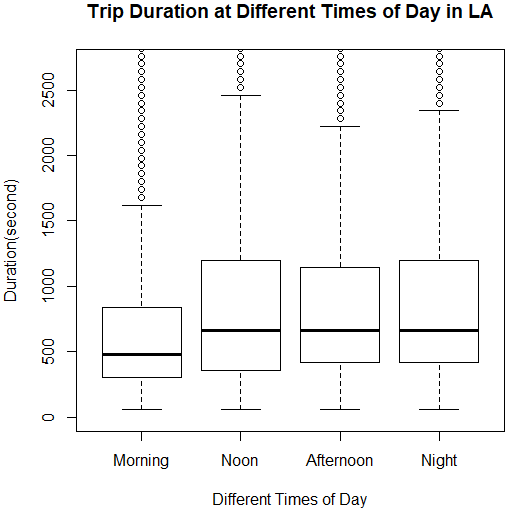 Trip Duration at Different Times of Day in LA
Duration(second)
2500
2000
1500
1000
500
0
Morning Noon Afternoon Night
Different Times of Day